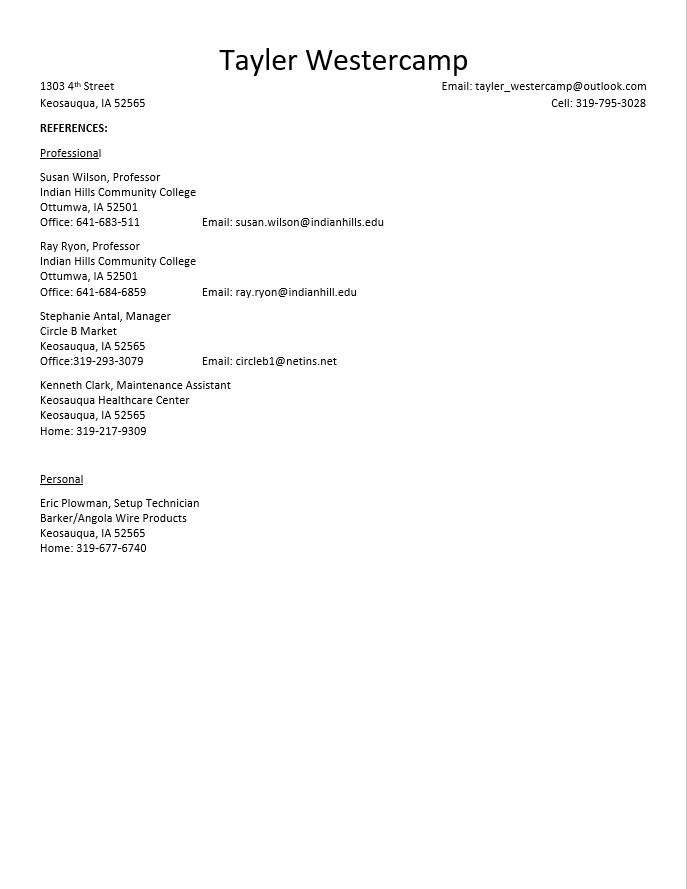 Tayler Westercamp
1303 4th Street Email: tayler_westercamp@outlook.com
Keosauqua, IA 52565 Cell: 319-795-3028
REFERENCES:
Professional
Susan Wilson, Professor
Indian Hills Community College
Ottumwa, IA 52501
Office: 641-683-511 Email: susan.wilson@indianhills.edu
Ray Ryon, Professor
Indian Hills Community College
Ottumwa, IA 52501
Office: 641-684-6859 Email: ray.ryon@indianhill.edu
Stephanie Antal, Manager
Circle B Market
Keosauqua, IA 52565
Office:319-293-3079 Email: circleb1@netins.net
Kenneth Clark, Maintenance Assistant
Keosauqua Healthcare Center
Keosauqua, IA 52565
Home: 319-217-9309
Personal
Eric Plowman, Setup Technician
Barker/Angola Wire Products
Keosauqua, IA 52565
Home: 319-677-6740